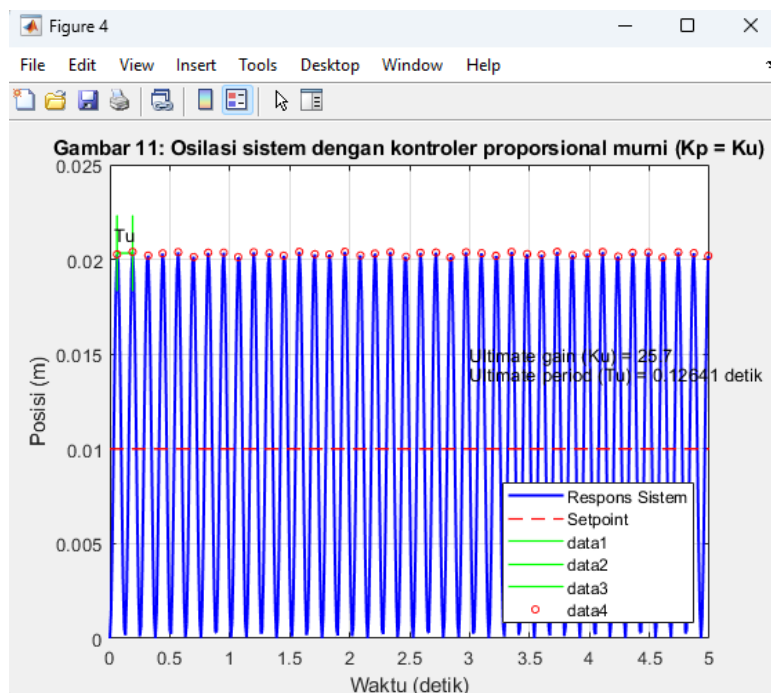 Figure 4
File Edit View Insert Tools Desktop Window Help
Gambar 11: Osilasi sistem dengan kontroler proporsional murni (Kp = Ku)
0.025
Tu
0.02
Ultimate gain (Ku) = 25.7
0.015
Ultimate period (Tu) = 0.12641 detik
Posisi (m)
0.01
Respons Sistem
Setpoint
0.005
data1
data2
data3
data4
0
0 0.5 1 1.5 2 2.5 3 3.5 4 4.5 5
Waktu (detik)